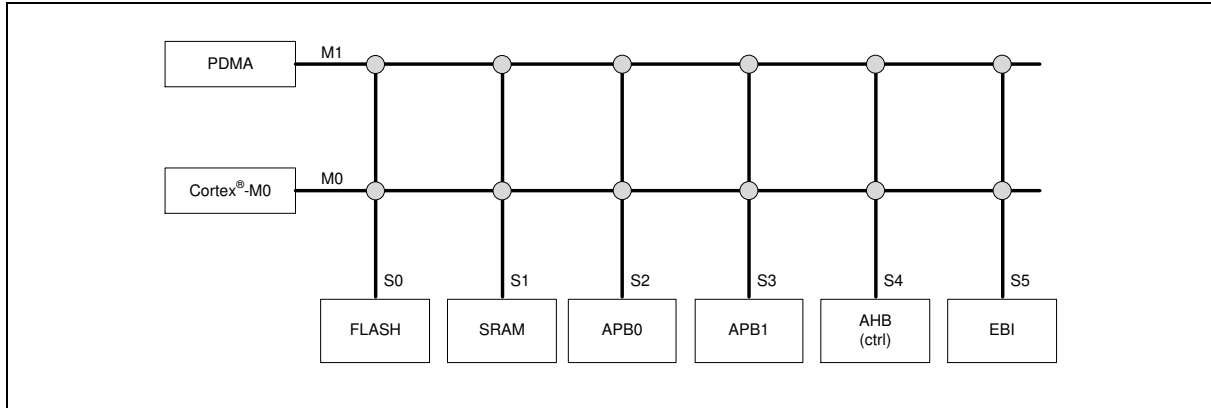 PDMA
M1
Cortex®-M0
M0
S0
S1
S2
S3
S4
S5
FLASH
SRAM
APB0
APB1
AHB
(ctrl)
EBI